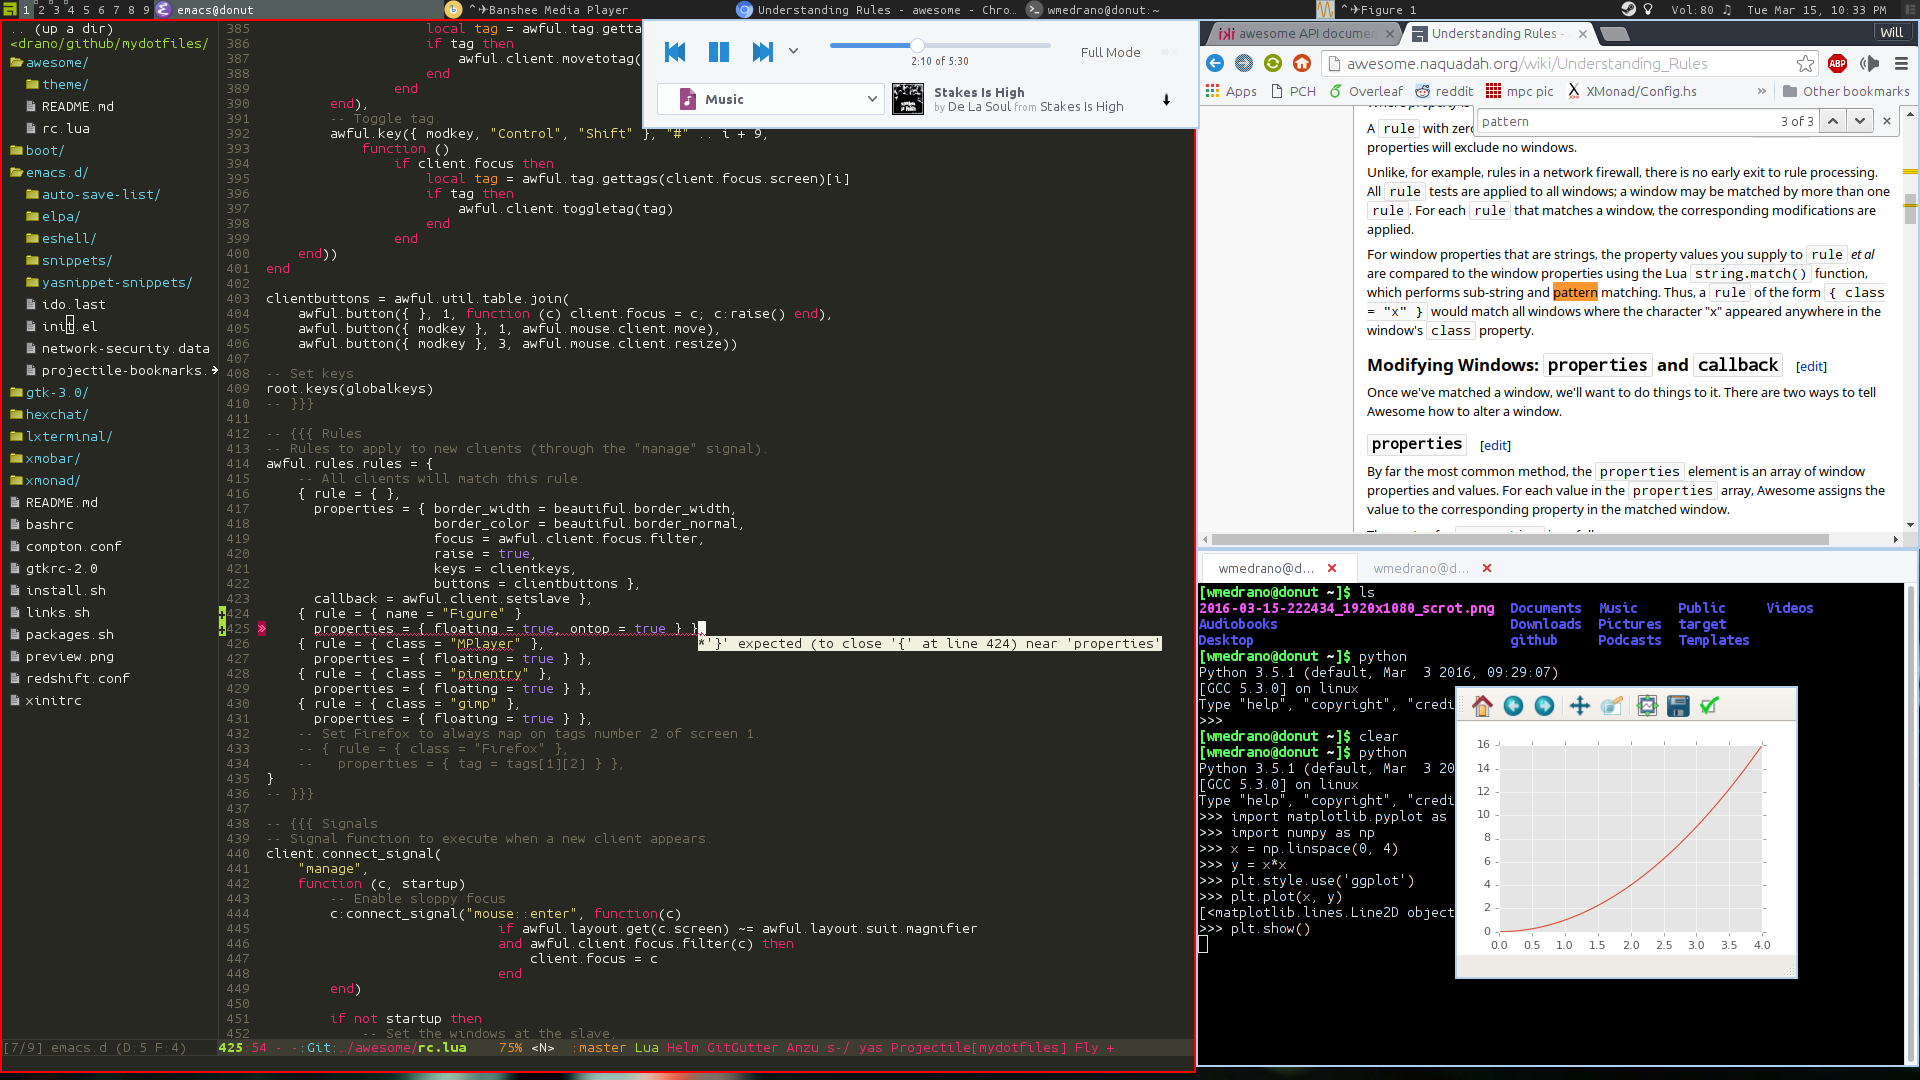 1 2 3 4 5 6 7 8 9 emacs@donut ^✈Banshee Media Player Understanding Rules - awesome - Chro... wmedrano@donut:~ ^✈Figure 1 Vol:80 ♫ Tue Mar 15, 10:33 PM
.. (up a dir)
<drano/github/mydotfiles/
awesome/
theme/
README.md
rc.lua
boot/
emacs.d/
auto-save-list/
elpa/
eshell/
snippets/
yasnippet-snippets/
ido.last
init.el
network-security.data
projectile-bookmarks.
gtk-3.0/
hexchat/
lxterminal/
xmobar/
xmonad/
README.md
bashrc
compton.conf
gtkrc-2.0
install.sh
links.sh
packages.sh
preview.png
redshift.conf
xinitrc
[7/9] emacs.d (D:5 F:4)
385 local tag = awful.tag.getta
386 if tag then
387 awful.client.movetotag(
388 end
389 end
390 end),
391 -- Toggle tag.
392 awful.key({ modkey, "Control", "Shift" }, "#" .. i + 9,
393 function ()
394 if client.focus then
395 local tag = awful.tag.gettags(client.focus.screen)[i]
396 if tag then
397 awful.client.toggletag(tag)
398 end
399 end
400 end))
401 end
402
403 clientbuttons = awful.util.table.join(
404 awful.button({ }, 1, function (c) client.focus = c; c:raise() end),
405 awful.button({ modkey }, 1, awful.mouse.client.move),
406 awful.button({ modkey }, 3, awful.mouse.client.resize))
407
408 -- Set keys
409 root.keys(globalkeys)
410 -- }}}
411
412 -- {{{ Rules
413 -- Rules to apply to new clients (through the "manage" signal).
414 awful.rules.rules = {
415 -- All clients will match this rule.
416 { rule = { },
417 properties = { border_width = beautiful.border_width,
418 border_color = beautiful.border_normal,
419 focus = awful.client.focus.filter,
420 raise = true,
421 keys = clientkeys,
422 buttons = clientbuttons },
423 callback = awful.client.setslave },
424 { rule = { name = "Figure" }
425 properties = { floating = true, ontop = true } },
426 { rule = { class = "MPlayer" }, *'}' expected (to close '{' at line 424) near 'properties'
427 properties = { floating = true } },
428 { rule = { class = "pinentry" },
429 properties = { floating = true } },
430 { rule = { class = "gimp" },
431 properties = { floating = true } },
432 -- Set Firefox to always map on tags number 2 of screen 1.
433 -- { rule = { class = "Firefox" },
434 -- properties = { tag = tags[1][2] } },
435 }
436 -- }}}
437
438 -- {{{ Signals
439 -- Signal function to execute when a new client appears.
440 client.connect_signal(
441 "manage",
442 function (c, startup)
443 -- Enable sloppy focus
444 c:connect_signal("mouse::enter", function(c)
445 if awful.layout.get(c.screen) ~= awful.layout.suit.magnifier
446 and awful.client.focus.filter(c) then
447 client.focus = c
448 end
449 end)
450
451 if not startup then
452 -- Set the windows at the slave,
425:54 - -:Git:./awesome/rc.lua 75% <N> :master Lua Helm GitGutter Anzu s-/ yas Projectile[mydotfiles] Fly +
Full Mode
2:10 of 5:30
Music
Stakes Is High
by De La Soul from Stakes Is High
awesome API documen Understanding Rules - Will
awesome.naquadah.org/wiki/Understanding_Rules ABP
Apps PCH Overleaf reddit mpc pic XMonad/Config.hs » Other bookmarks
pattern 3 of 3
A rule with zero
properties will exclude no windows.
Unlike, for example, rules in a network firewall, there is no early exit to rule processing.
All rule tests are applied to all windows; a window may be matched by more than one
rule. For each rule that matches a window, the corresponding modifications are
applied.
For window properties that are strings, the property values you supply to rule et al
are compared to the window properties using the Lua string.match() function,
which performs sub-string and pattern matching. Thus, a rule of the form { class
= "x" } would match all windows where the character "x" appeared anywhere in the
window's class property.
Modifying Windows: properties and callback [edit]
Once we've matched a window, we'll want to do things to it. There are two ways to tell
Awesome how to alter a window.
properties [edit]
By far the most common method, the properties element is an array of window
properties and values. For each value in the properties array, Awesome assigns the
value to the corresponding property in the matched window.
wmedrano@d... wmedrano@d...
[wmedrano@donut ~]$ ls
2016-03-15-222434_1920x1080_scrot.png Documents Music Public Videos
Audiobooks Downloads Pictures target
Desktop github Podcasts Templates
[wmedrano@donut ~]$ python
Python 3.5.1 (default, Mar 3 2016, 09:29:07)
[GCC 5.3.0] on linux
Type "help", "copyright", "credi
>>>
[wmedrano@donut ~]$ clear
[wmedrano@donut ~]$ python
Python 3.5.1 (default, Mar 3 20
[GCC 5.3.0] on linux
Type "help", "copyright", "credi
>>> import matplotlib.pyplot as
>>> import numpy as np
>>> x = np.linspace(0, 4)
>>> y = x*x
>>> plt.style.use('ggplot')
>>> plt.plot(x, y)
[<matplotlib.lines.Line2D object
>>> plt.show()
16
14
12
10
8
6
4
2
0
0.0 0.5 1.0 1.5 2.0 2.5 3.0 3.5 4.0